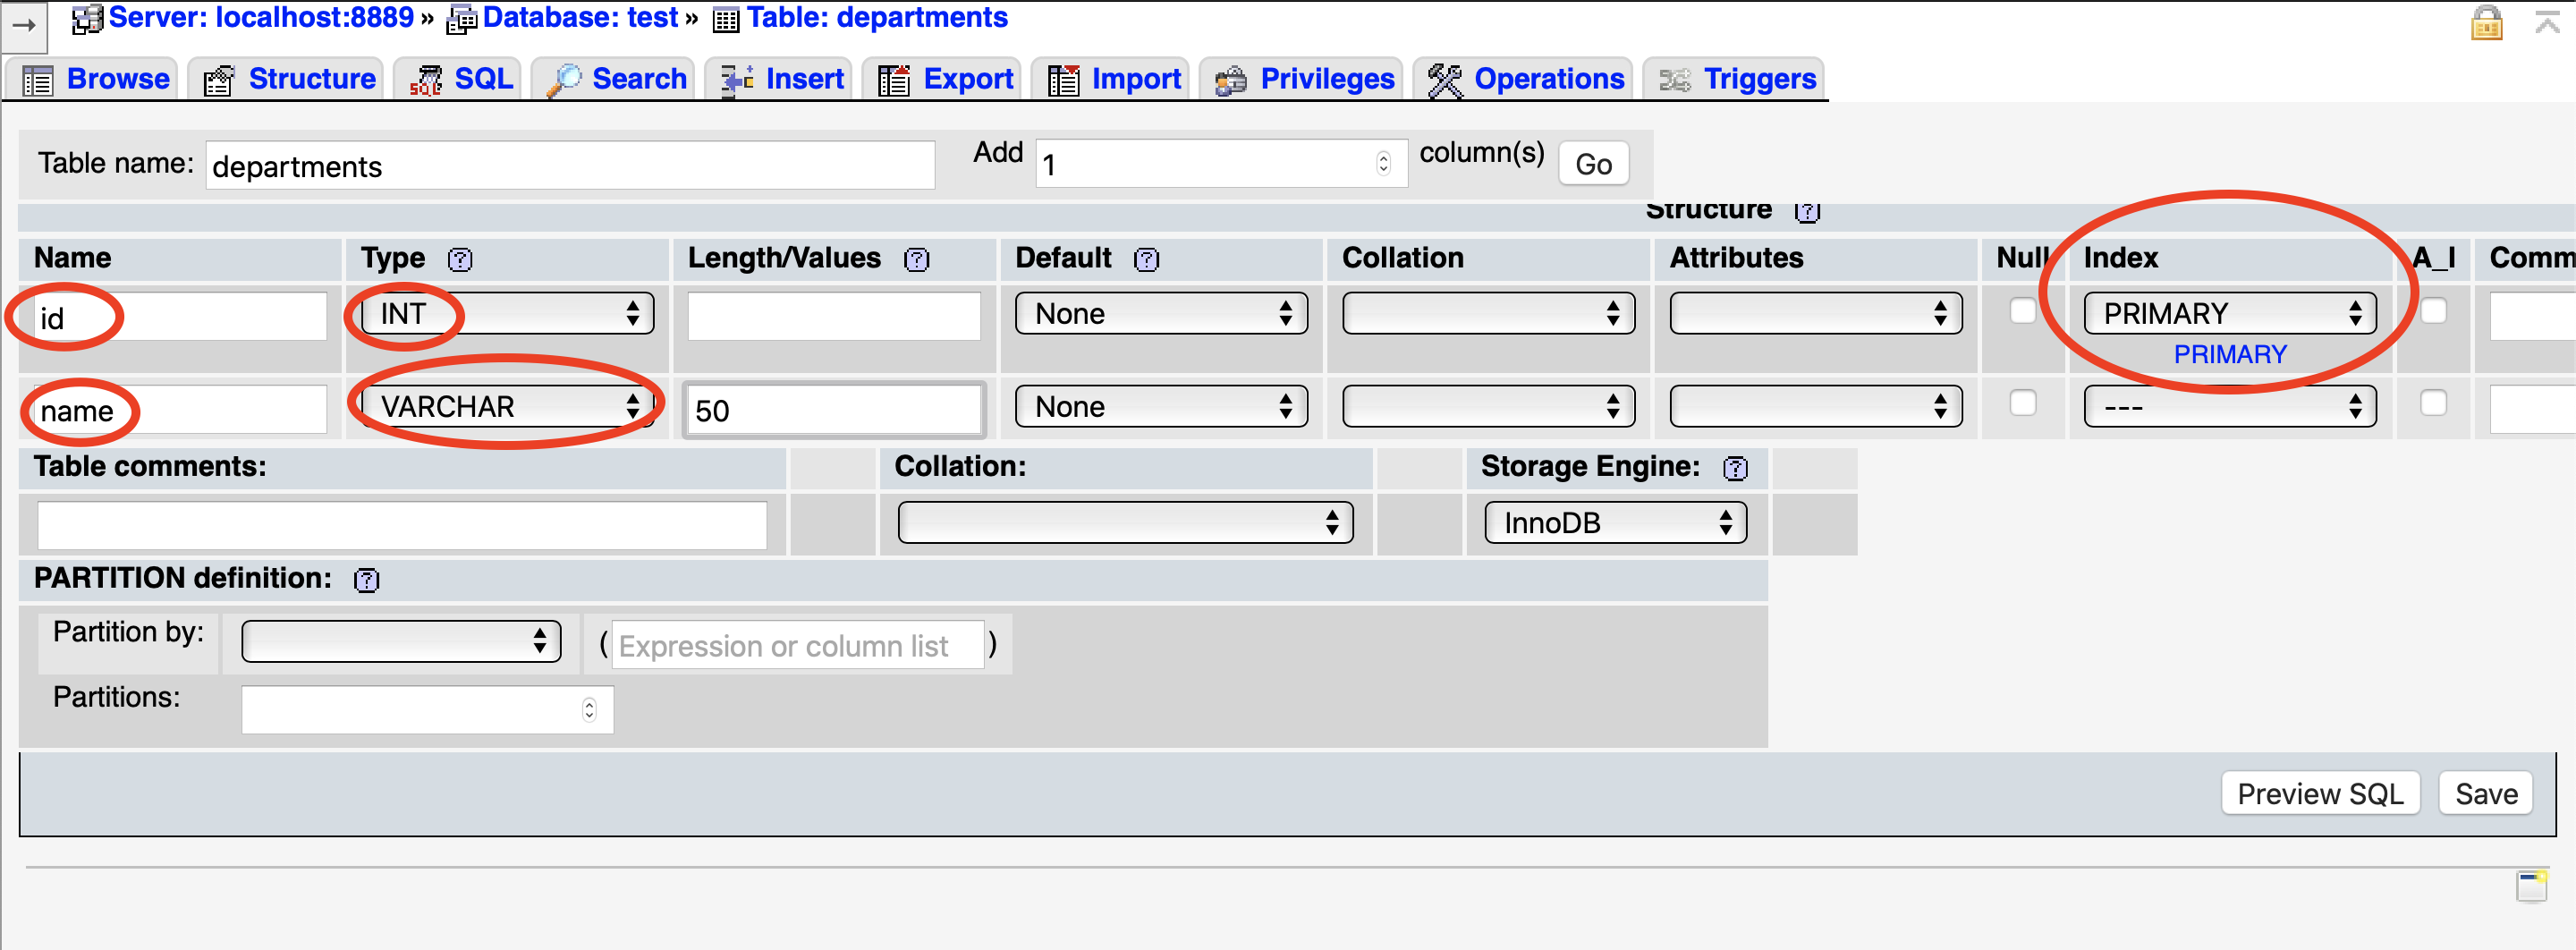 Server: localhost:8889 » Database: test » Table: departments
Browse Structure SQL Search Insert Export Import Privileges Operations Triggers
Table name: departments Add 1 column(s) Go
Structure
Name Type Length/Values Default Collation Attributes Null Index A_I Comm
id INT None PRIMARY
PRIMARY
name VARCHAR 50 None ---
Table comments: Collation: Storage Engine:
InnoDB
PARTITION definition:
Partition by: ( Expression or column list )
Partitions:
Preview SQL Save